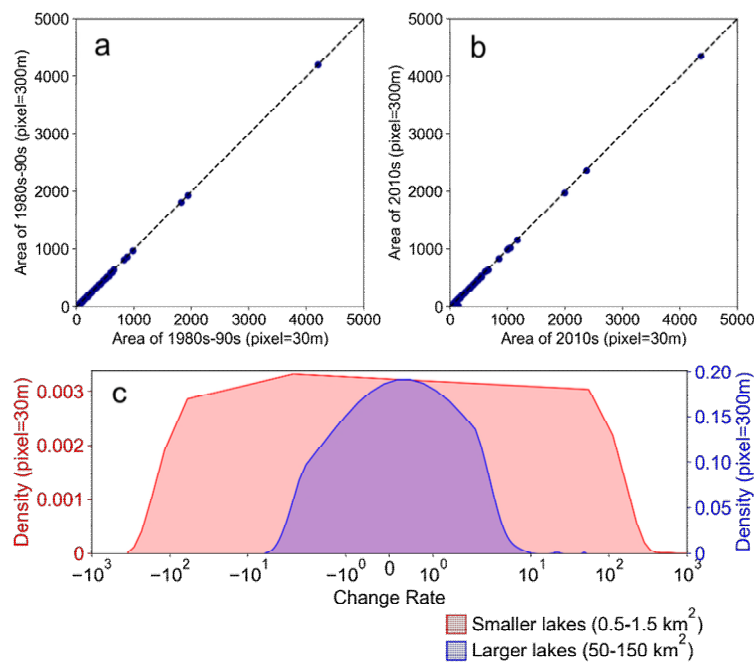 a
5000
4000
3000
2000
1000
0
Area of 1980s-90s (pixel=300m)
0 1000 2000 3000 4000 5000
Area of 1980s-90s (pixel=30m)
b
5000
4000
3000
2000
1000
0
Area of 2010s (pixel=300m)
0 1000 2000 3000 4000 5000
Area of 2010s (pixel=30m)
c
0.003
0.002
0.001
0
Density (pixel=30m)
0.20
0.15
0.10
0.05
0
Density (pixel=300m)
−10³ −10² −10¹ −10⁰ 0 10⁰ 10¹ 10² 10³
Change Rate
Smaller lakes (0.5-1.5 km²)
Larger lakes (50-150 km²)